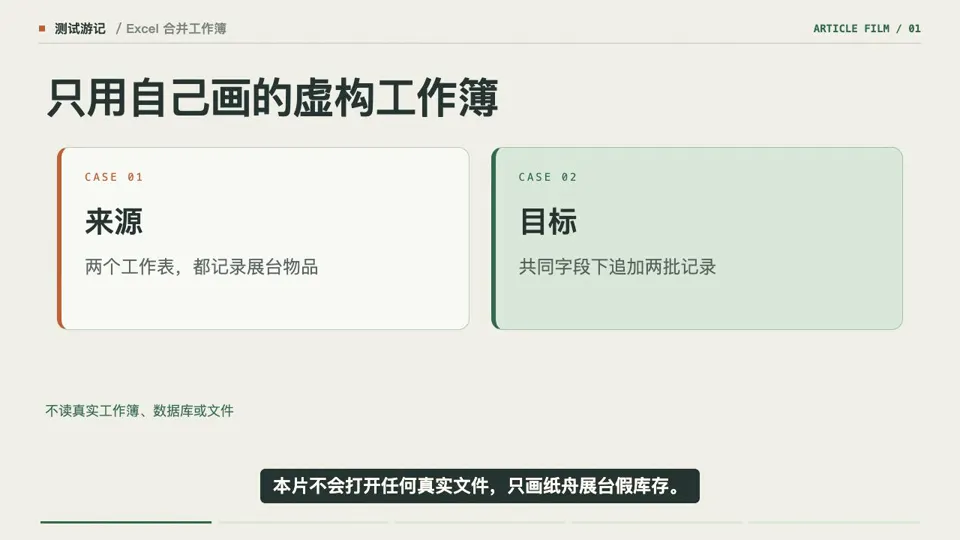 测试游记 / Excel 合并工作簿
ARTICLE FILM / 01
只用自己画的虚构工作簿
CASE 01
来源
两个工作表，都记录展台物品
CASE 02
目标
共同字段下追加两批记录
不读真实工作簿、数据库或文件
本片不会打开任何真实文件，只画纸舟展台假库存。